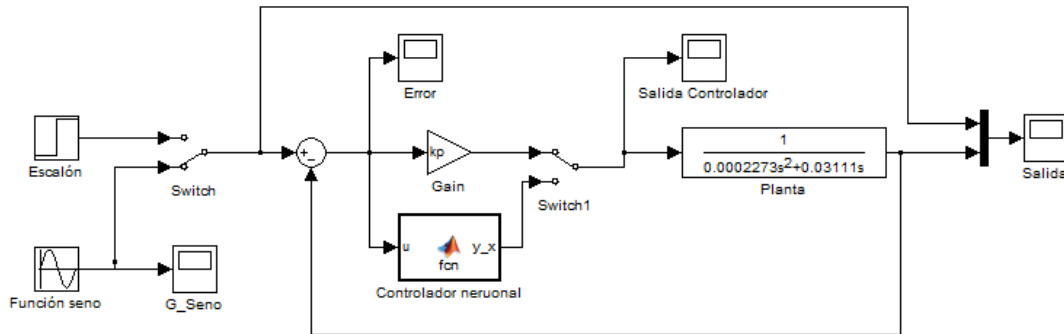 Escalón
Función seno
G_Seno
Switch
+
_
Error
kp
Gain
u
fcn
y_x
Controlador neruonal
Switch1
Salida Controlador
1
0.0002273s²+0.03111s
Planta
Salida